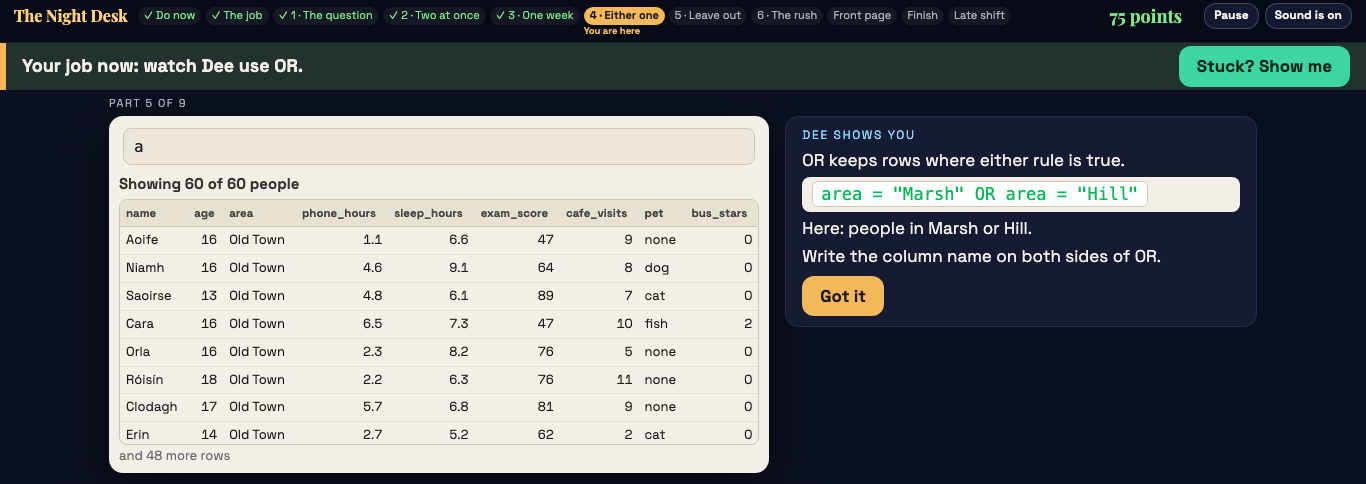 The Night Desk
✓ Do now
✓ The job
✓ 1 · The question
✓ 2 · Two at once
✓ 3 · One week
4 · Either one
5 · Leave out
6 · The rush
Front page
Finish
Late shift
75 points
Pause
Sound is on
You are here
Your job now: watch Dee use OR.
Stuck? Show me
PART 5 OF 9
a
Showing 60 of 60 people
name age area phone_hours sleep_hours exam_score cafe_visits pet bus_stars
Aoife 16 Old Town 1.1 6.6 47 9 none 0
Niamh 16 Old Town 4.6 9.1 64 8 dog 0
Saoirse 13 Old Town 4.8 6.1 89 7 cat 0
Cara 16 Old Town 6.5 7.3 47 10 fish 2
Orla 16 Old Town 2.3 8.2 76 5 none 0
Róisín 18 Old Town 2.2 6.3 76 11 none 0
Clodagh 17 Old Town 5.7 6.8 81 9 none 0
Erin 14 Old Town 2.7 5.2 62 2 cat 0
and 48 more rows
DEE SHOWS YOU
OR keeps rows where either rule is true.
area = "Marsh" OR area = "Hill"
Here: people in Marsh or Hill.
Write the column name on both sides of OR.
Got it